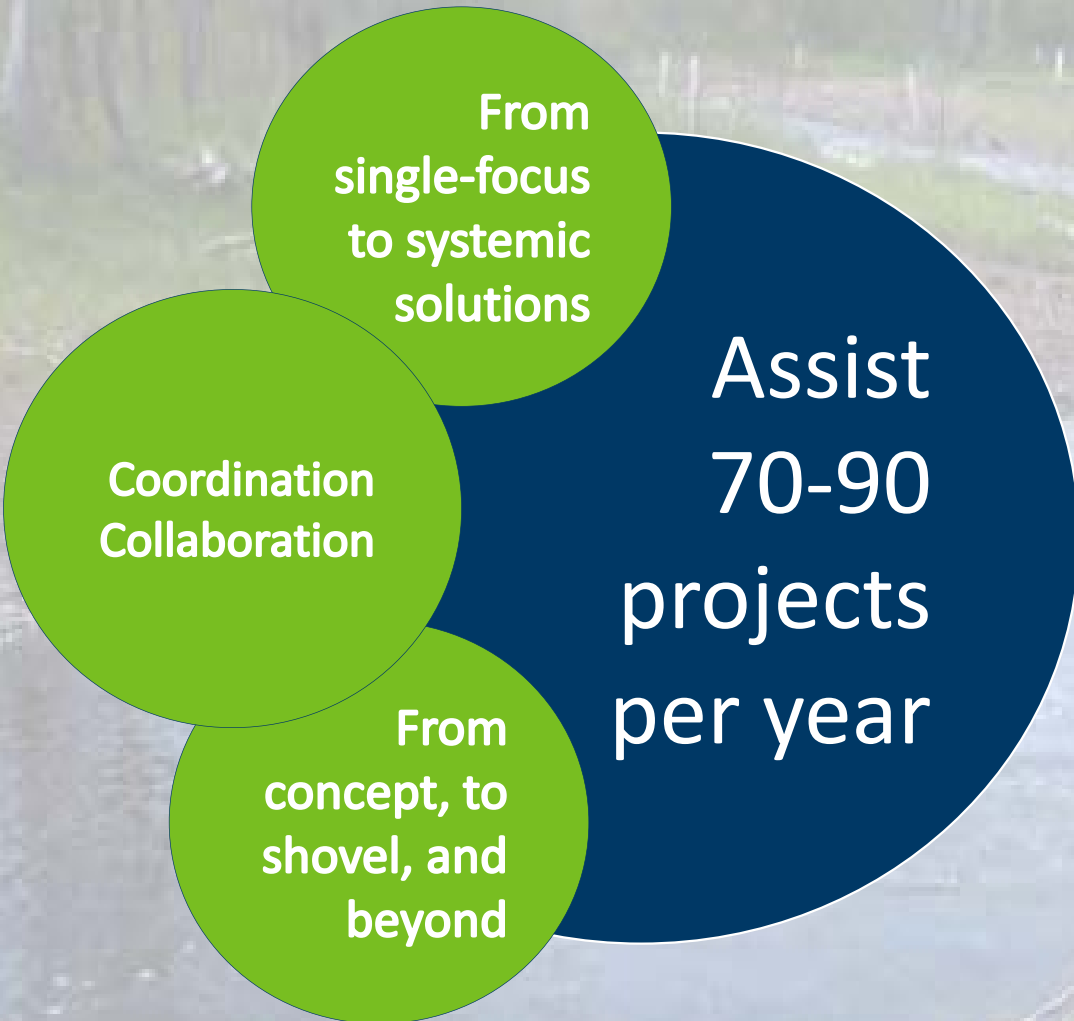 From
single-focus
to systemic
solutions
Coordination
Collaboration
From
concept, to
shovel, and
beyond
Assist
70-90
projects
per year